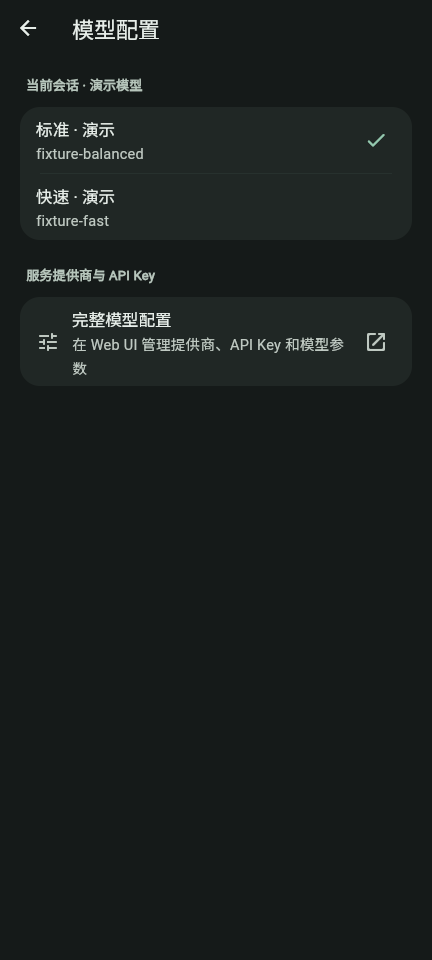 模型配置
当前会话 · 演示模型
标准 · 演示
fixture-balanced
快速 · 演示
fixture-fast
服务提供商与 API Key
完整模型配置
在 Web UI 管理提供商、API Key 和模型参
数